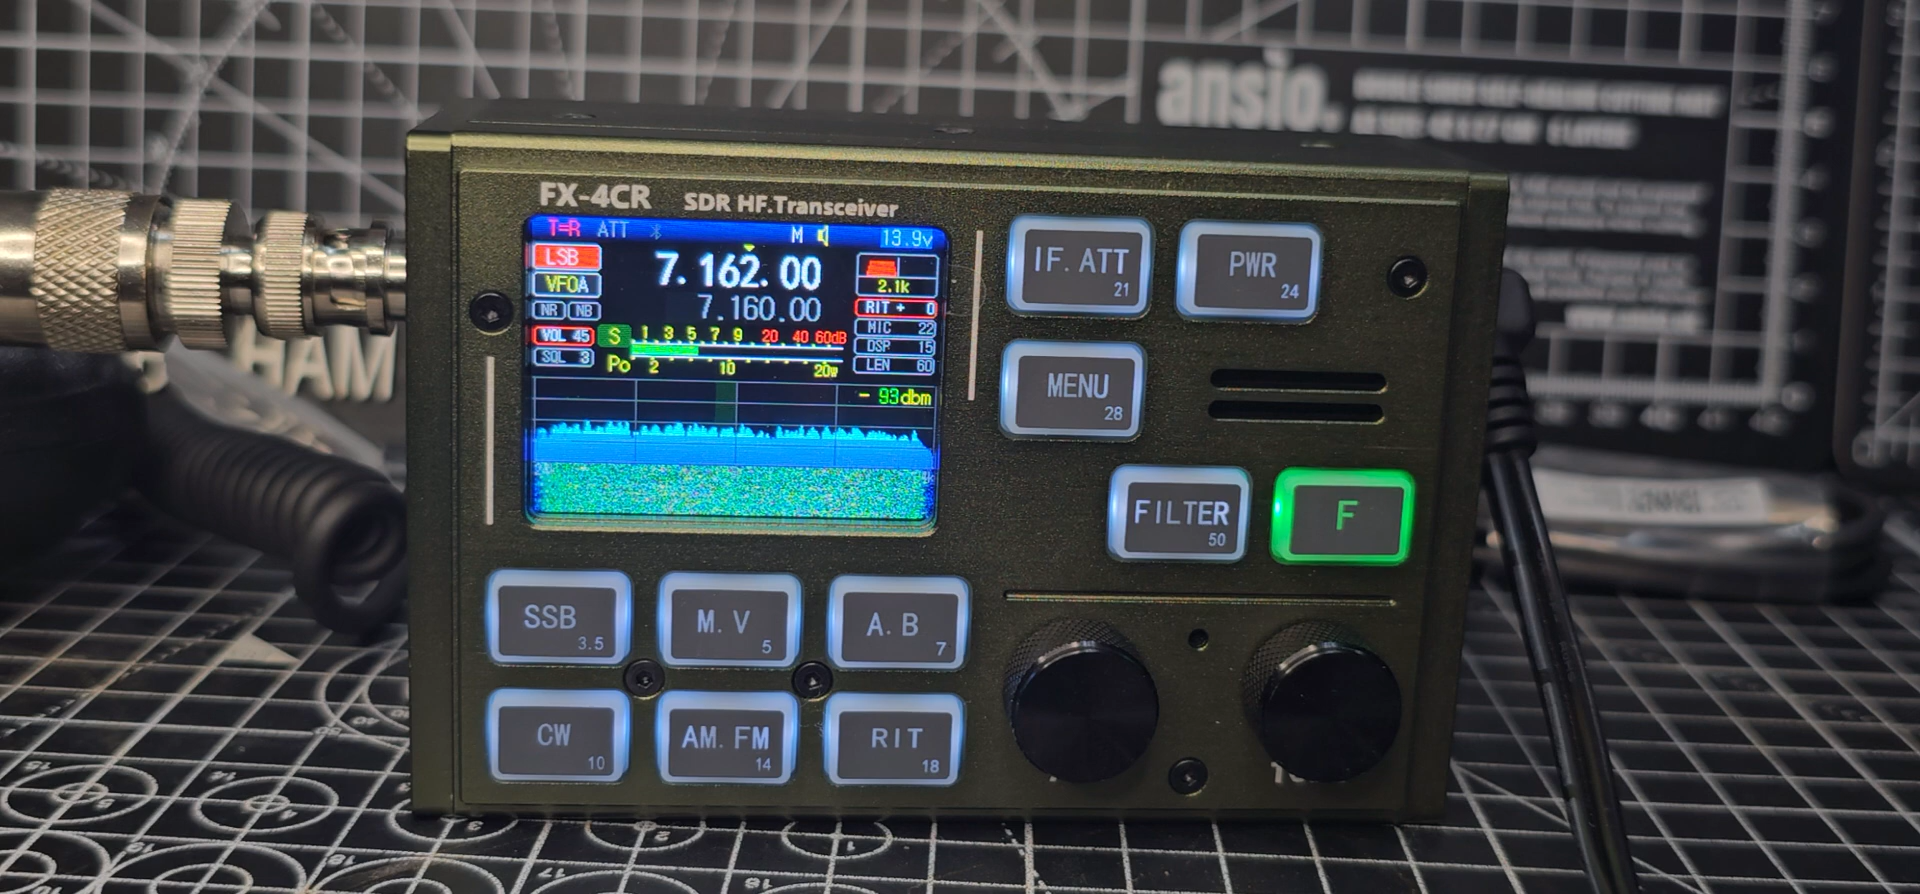 ansio.
HAM
FX-4CR SDR HF.Transceiver
T=R ATT M 13.9v
LSB 7.162.00
2.1k
VFOA 7.160.00
RIT + 0
NR NB
MIC 22
VOL 45 S 1 3 5 7 9 20 40 60dB
DSP 15
SQL 3 Po 2 10 20w
LEN 60
- 93dbm
IF. ATT 21
PWR 24
MENU 28
FILTER 50
F
SSB 3.5
M. V 5
A. B 7
CW 10
AM. FM 14
RIT 18